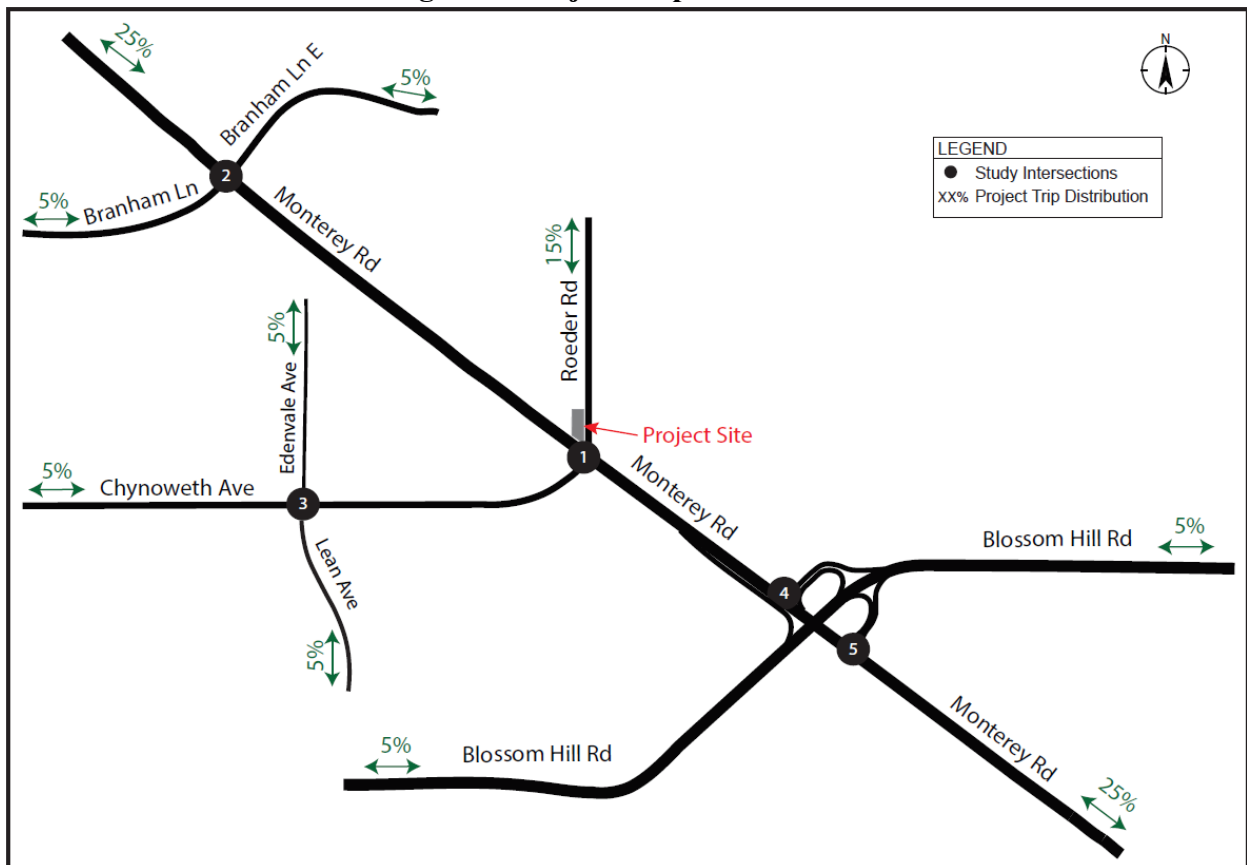 N
25%
Branham Ln E
5%
LEGEND
Study Intersections
XX% Project Trip Distribution
2
5%
Branham Ln
Monterey Rd
15%
Roeder Rd
5%
Edenvale Ave
Project Site
1
Monterey Rd
5%
Chynoweth Ave
3
Lean Ave
5%
Blossom Hill Rd
5%
4
5
Monterey Rd
25%
5%
Blossom Hill Rd